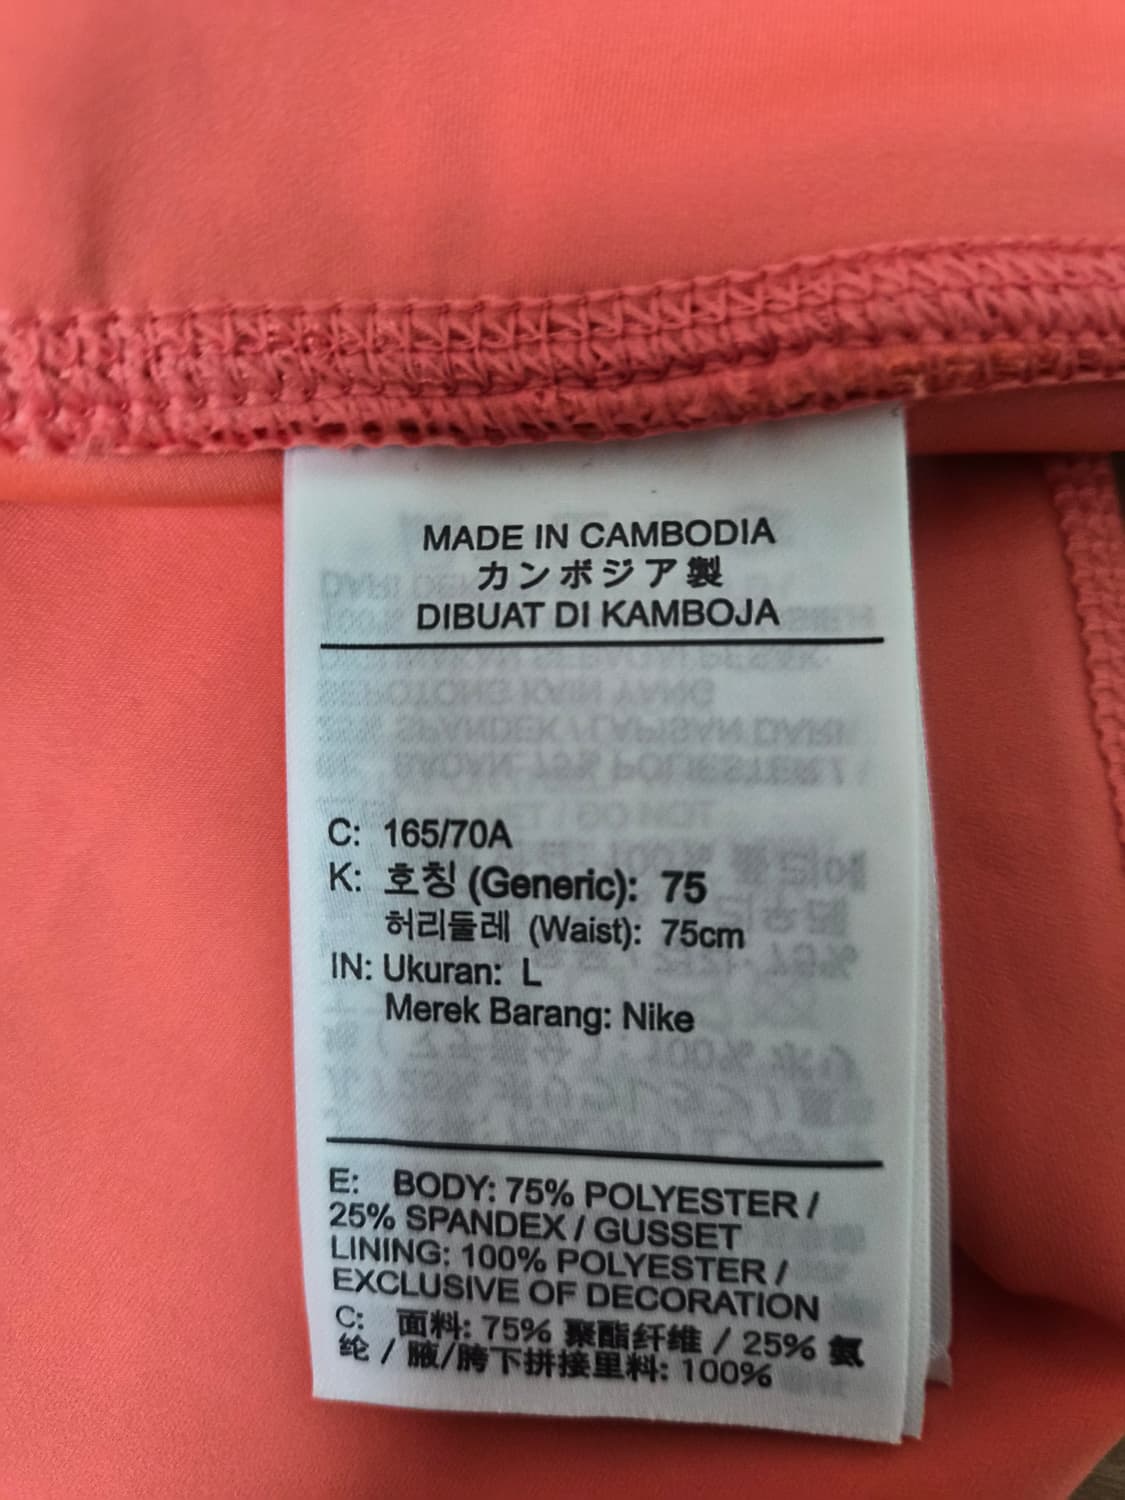 MADE IN CAMBODIA
カンボジア製
DIBUAT DI KAMBOJA
C: 165/70A
K: 호칭 (Generic): 75
허리둘레 (Waist): 75cm
IN: Ukuran: L
Merek Barang: Nike
E: BODY: 75% POLYESTER /
25% SPANDEX / GUSSET
LINING: 100% POLYESTER /
EXCLUSIVE OF DECORATION
C: 面料: 75% 聚酯纤维 / 25% 氨
纶 / 腋/胯下拼接里料: 100%